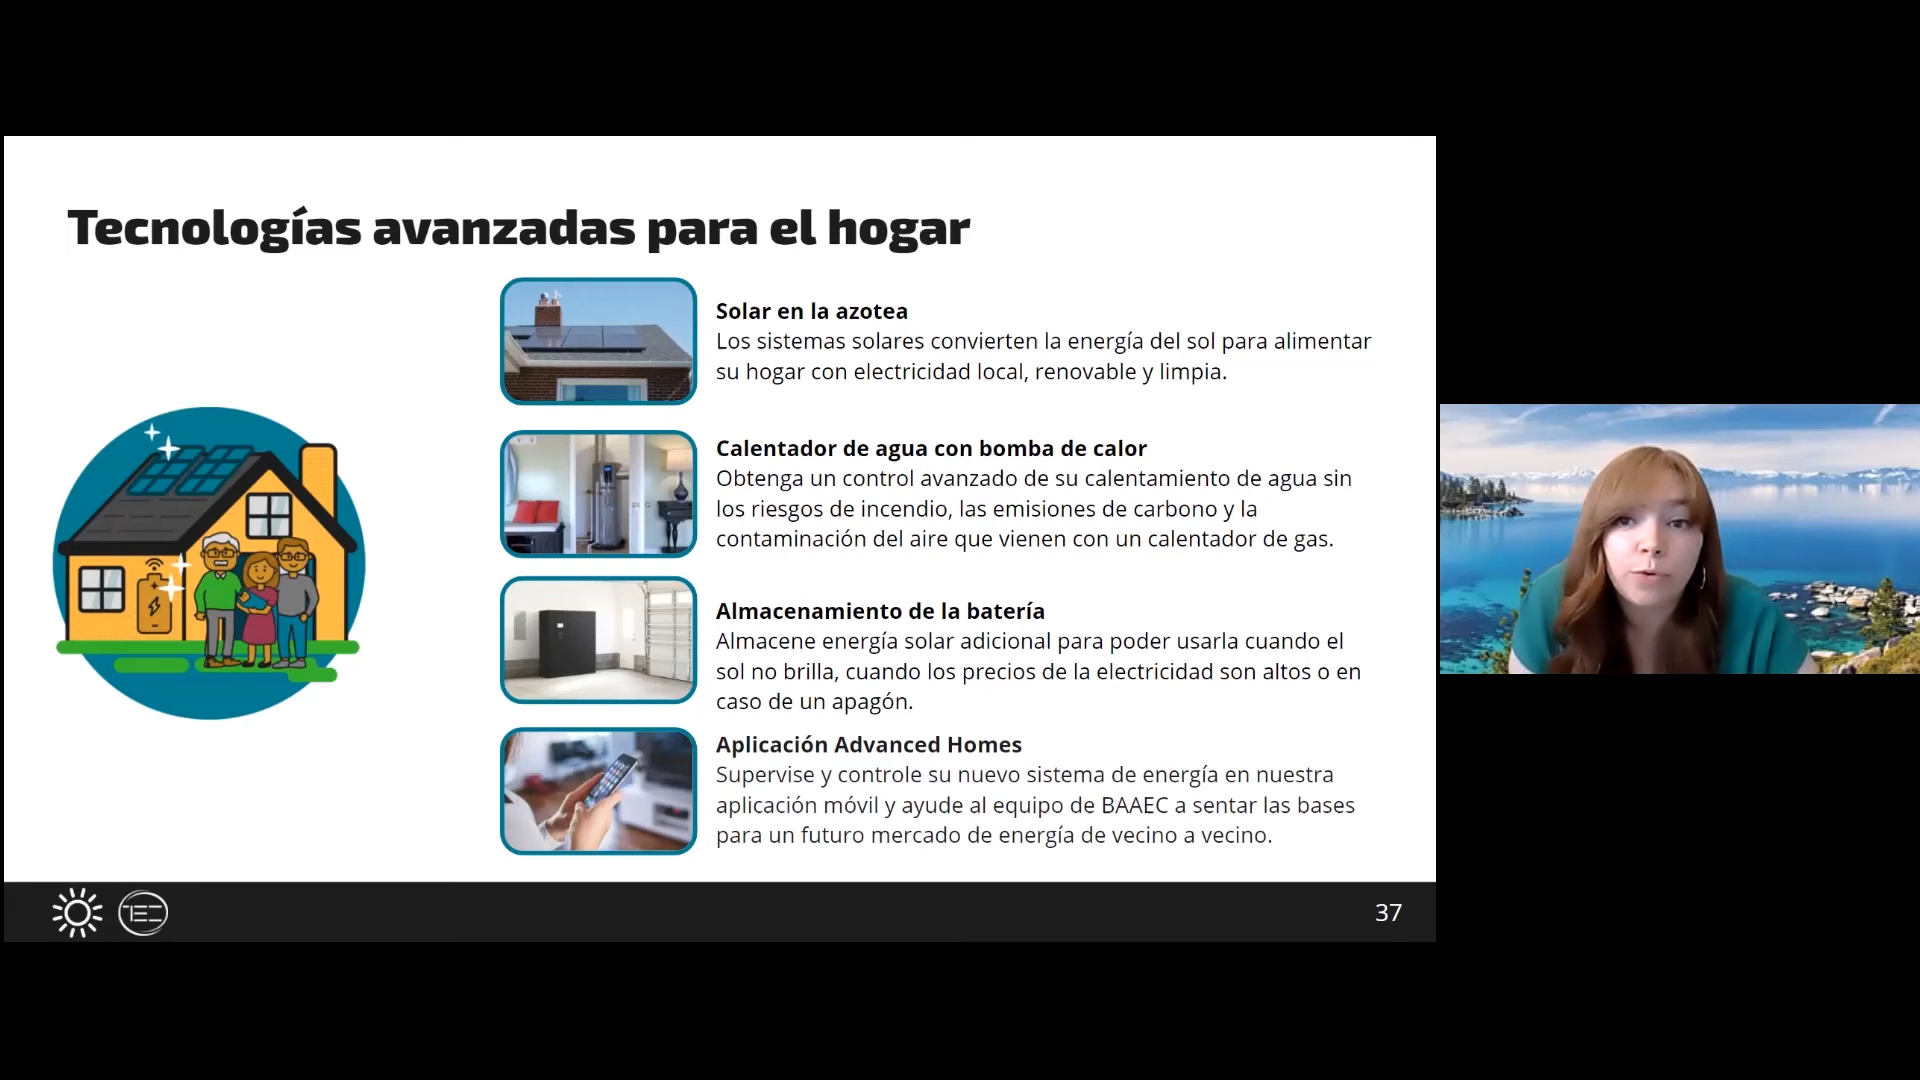 Tecnologías avanzadas para el hogar
Solar en la azotea
Los sistemas solares convierten la energía del sol para alimentar
su hogar con electricidad local, renovable y limpia.
Calentador de agua con bomba de calor
Obtenga un control avanzado de su calentamiento de agua sin
los riesgos de incendio, las emisiones de carbono y la
contaminación del aire que vienen con un calentador de gas.
Almacenamiento de la batería
Almacene energía solar adicional para poder usarla cuando el
sol no brilla, cuando los precios de la electricidad son altos o en
caso de un apagón.
Aplicación Advanced Homes
Supervise y controle su nuevo sistema de energía en nuestra
aplicación móvil y ayude al equipo de BAAEC a sentar las bases
para un futuro mercado de energía de vecino a vecino.
37